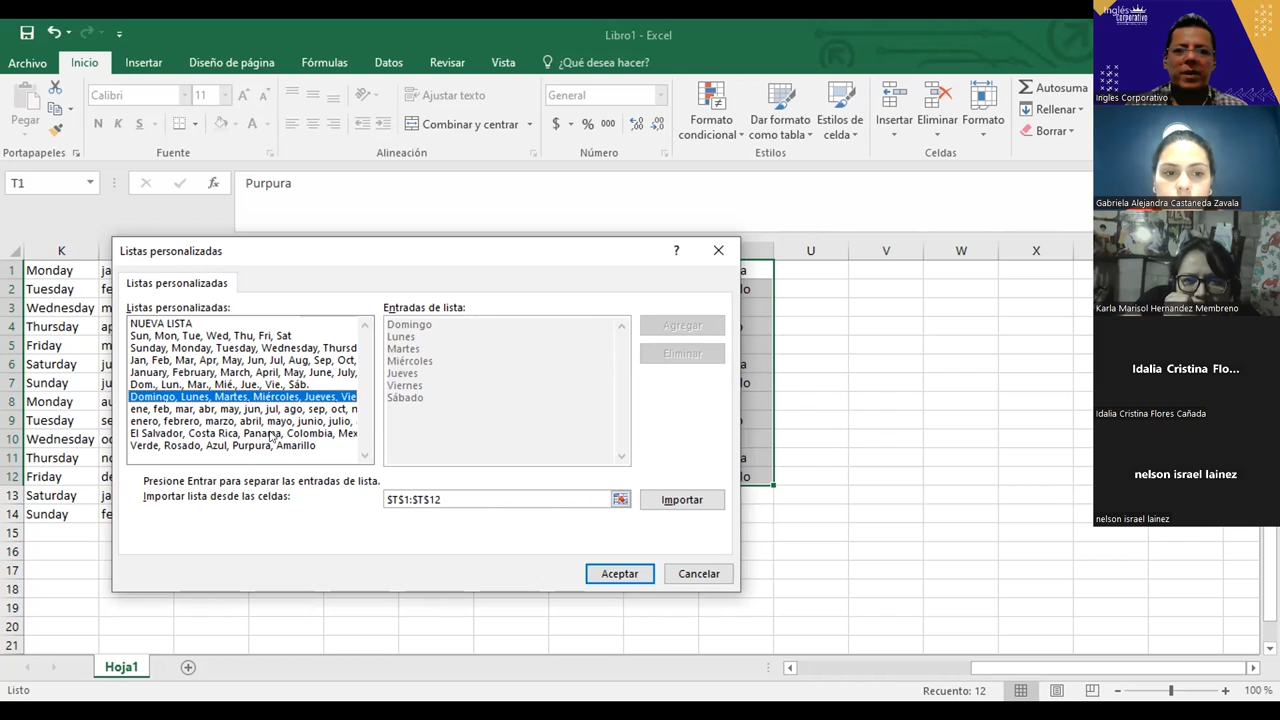 Libro1 - Excel
Archivo Inicio Insertar Diseño de página Fórmulas Datos Revisar Vista ¿Qué desea hacer?
Pegar
Calibri 11
N K S
Ajustar texto
Combinar y centrar
General
$ % 000
Formato condicional
Dar formato como tabla
Estilos de celda
Insertar Eliminar Formato
Autosuma
Rellenar
Borrar
Portapapeles Fuente Alineación Número Estilos Celdas
T1 fx Purpura
K U V W X
1 Monday ja
2 Tuesday fe
3 Wednesday m
4 Thursday ab
5 Friday
6 Saturday ju
7 Sunday ju
8 Monday au
9 Tuesday
10 Wednesday
11 Thursday
12 Friday de
13 Saturday
14 Sunday fe
15
16
17
18
19
20
21
Listas personalizadas ?
Listas personalizadas
Listas personalizadas:
NUEVA LISTA
Sun, Mon, Tue, Wed, Thu, Fri, Sat
Sunday, Monday, Tuesday, Wednesday, Thursd
Jan, Feb, Mar, Apr, May, Jun, Jul, Aug, Sep, Oct,
January, February, March, April, May, June, July,
Dom., Lun., Mar., Mié., Jue., Vie., Sáb.
Domingo, Lunes, Martes, Miércoles, Jueves, Vie
ene, feb, mar, abr, may, jun, jul, ago, sep, oct, n
enero, febrero, marzo, abril, mayo, junio, julio,
El Salvador, Costa Rica, Panama, Colombia, Mex
Verde, Rosado, Azul, Purpura, Amarillo
Entradas de lista:
Domingo
Lunes
Martes
Miércoles
Jueves
Viernes
Sábado
Agregar
Eliminar
Presione Entrar para separar las entradas de lista.
Importar lista desde las celdas: $T$1:$T$12 Importar
Aceptar Cancelar
Hoja1
Listo Recuento: 12 100 %
Inglés Corporativo
Ingles Corporativo
Gabriela Alejandra Castaneda Zavala
Karla Marisol Hernandez Membreno
Idalia Cristina Flo...
Idalia Cristina Flores Cañada
nelson israel lainez
nelson israel lainez